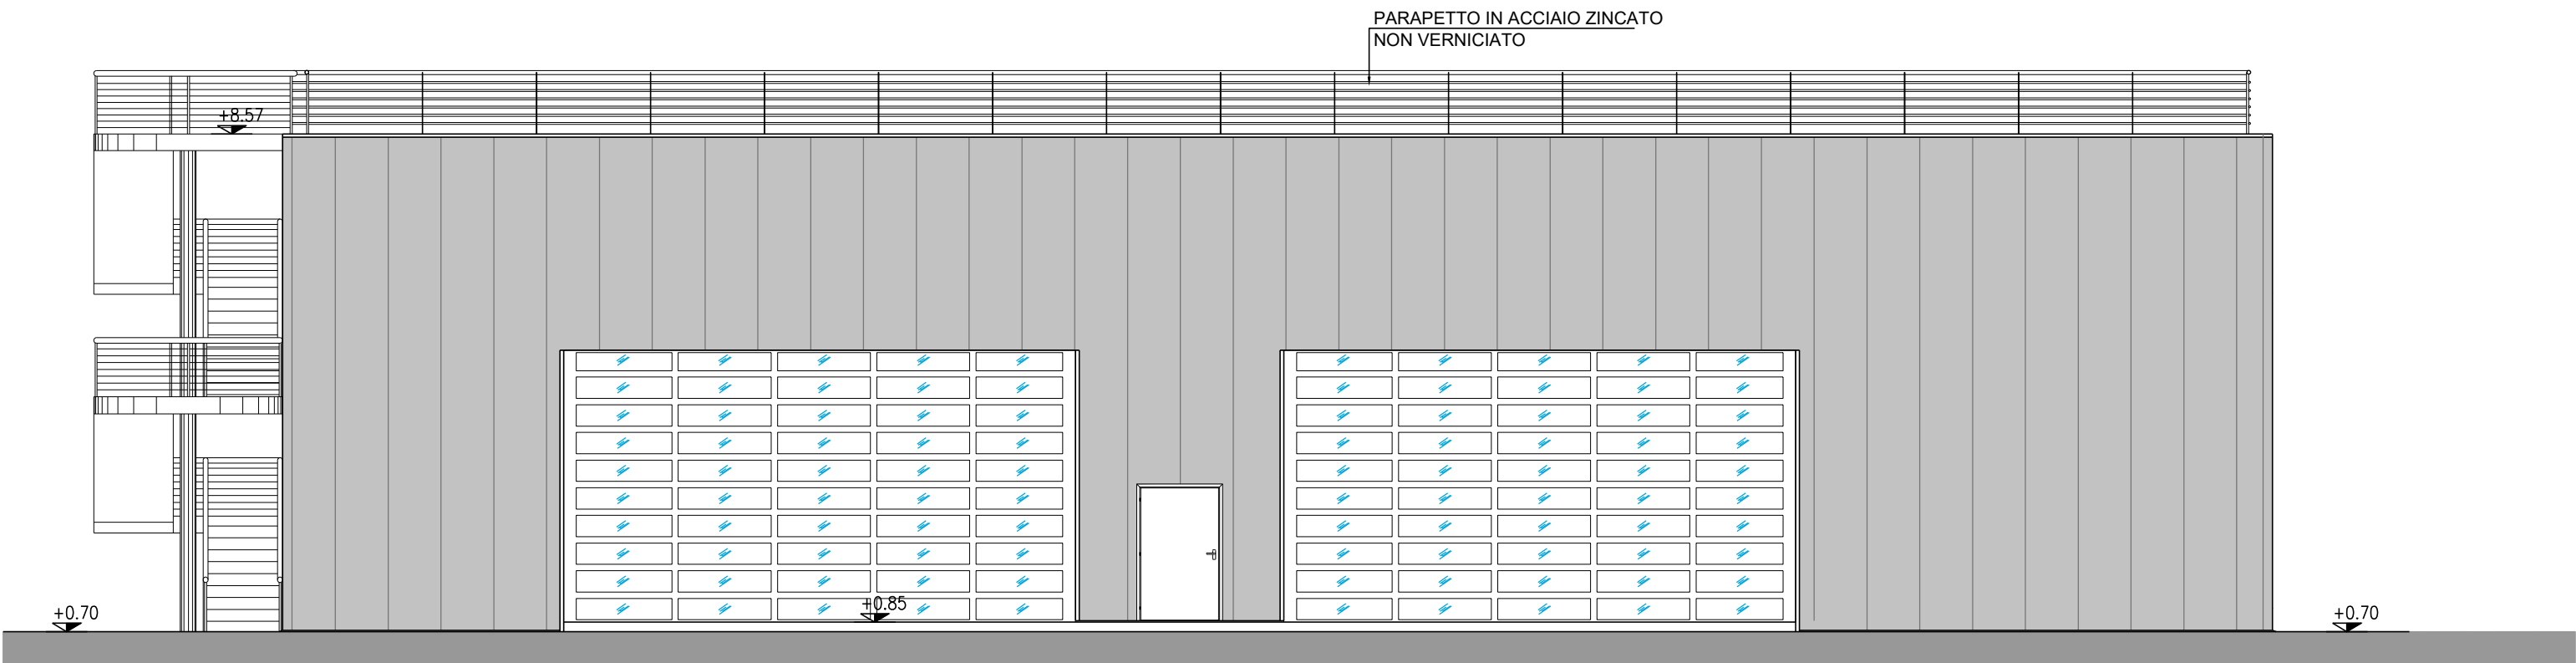 PARAPETTO IN ACCIAIO ZINCATO
NON VERNICIATO
+8.57
+0.85
+0.70
+0.70